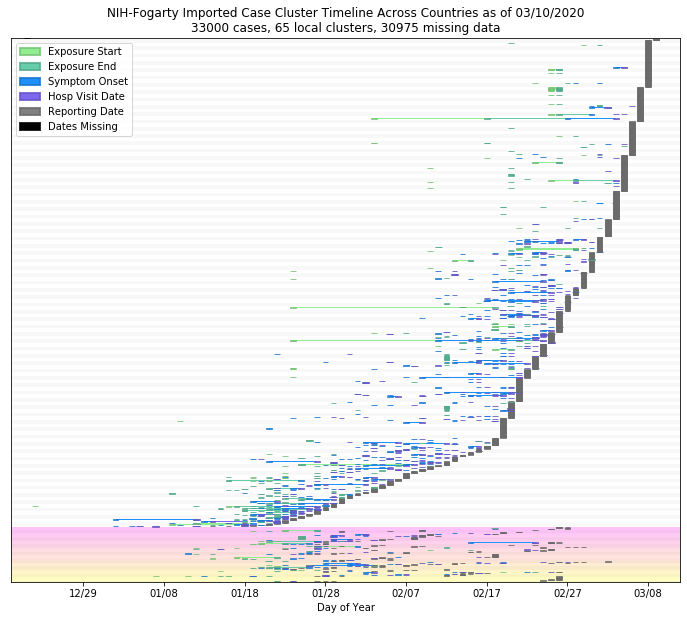 NIH-Fogarty Imported Case Cluster Timeline Across Countries as of 03/10/2020
33000 cases, 65 local clusters, 30975 missing data
Exposure Start
Exposure End
Symptom Onset
Hosp Visit Date
Reporting Date
Dates Missing
12/29 01/08 01/18 01/28 02/07 02/17 02/27 03/08
Day of Year